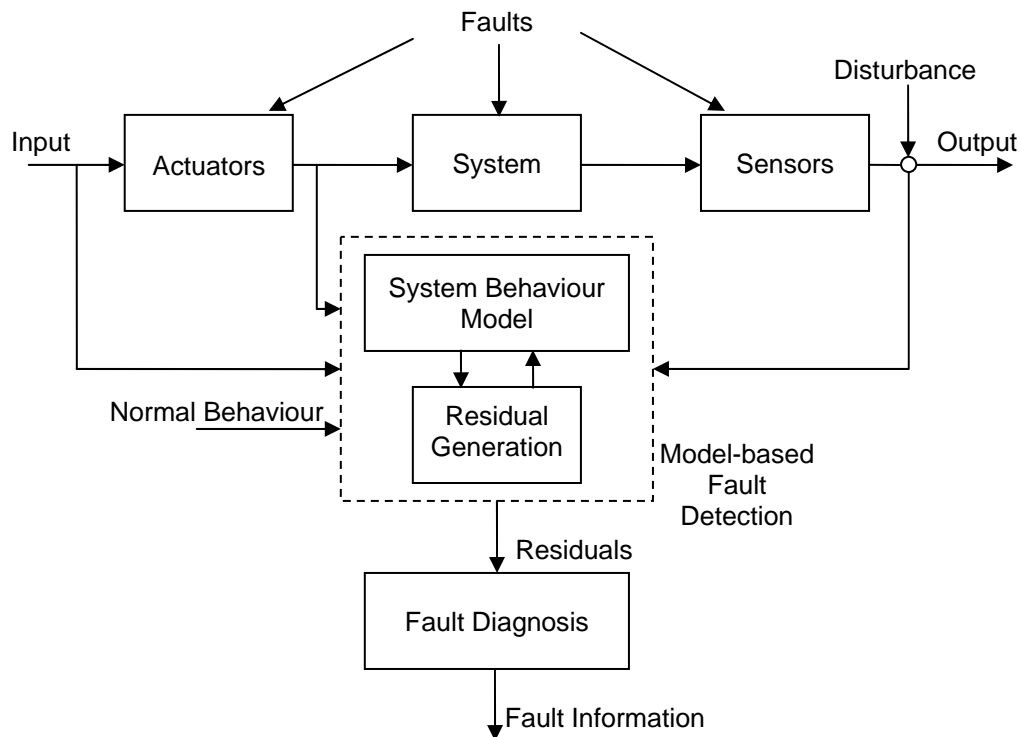 Faults
Disturbance
Input
Actuators
System
Sensors
Output
System Behaviour
Model
Normal Behaviour
Residual
Generation
Model-based
Fault
Detection
Residuals
Fault Diagnosis
Fault Information